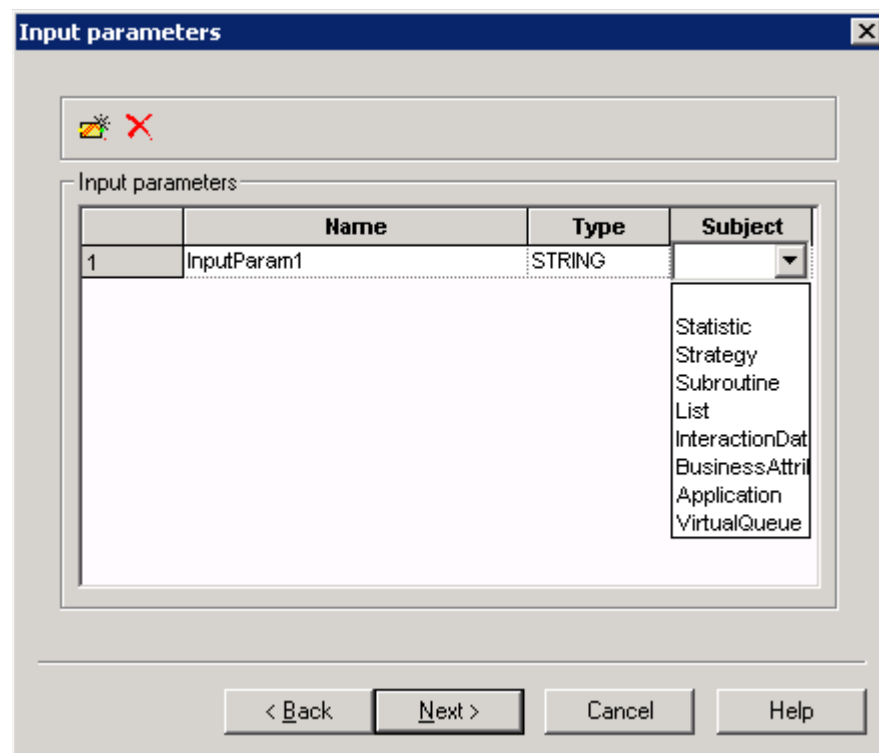 Input parameters
Input parameters
Name Type Subject
1 InputParam1 STRING
Statistic
Strategy
Subroutine
List
InteractionDat
BusinessAttri
Application
VirtualQueue
< Back Next > Cancel Help